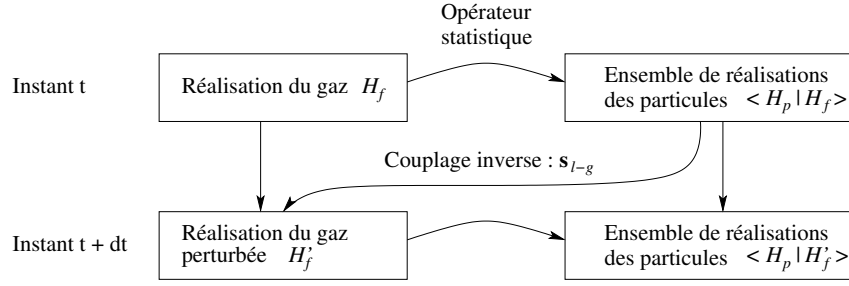 Opérateur
statistique
Instant t
Réalisation du gaz H_f
Ensemble de réalisations
des particules < H_p | H_f >
Couplage inverse : s_{l-g}
Instant t + dt
Réalisation du gaz
perturbée H'_f
Ensemble de réalisations
des particules < H_p | H'_f >